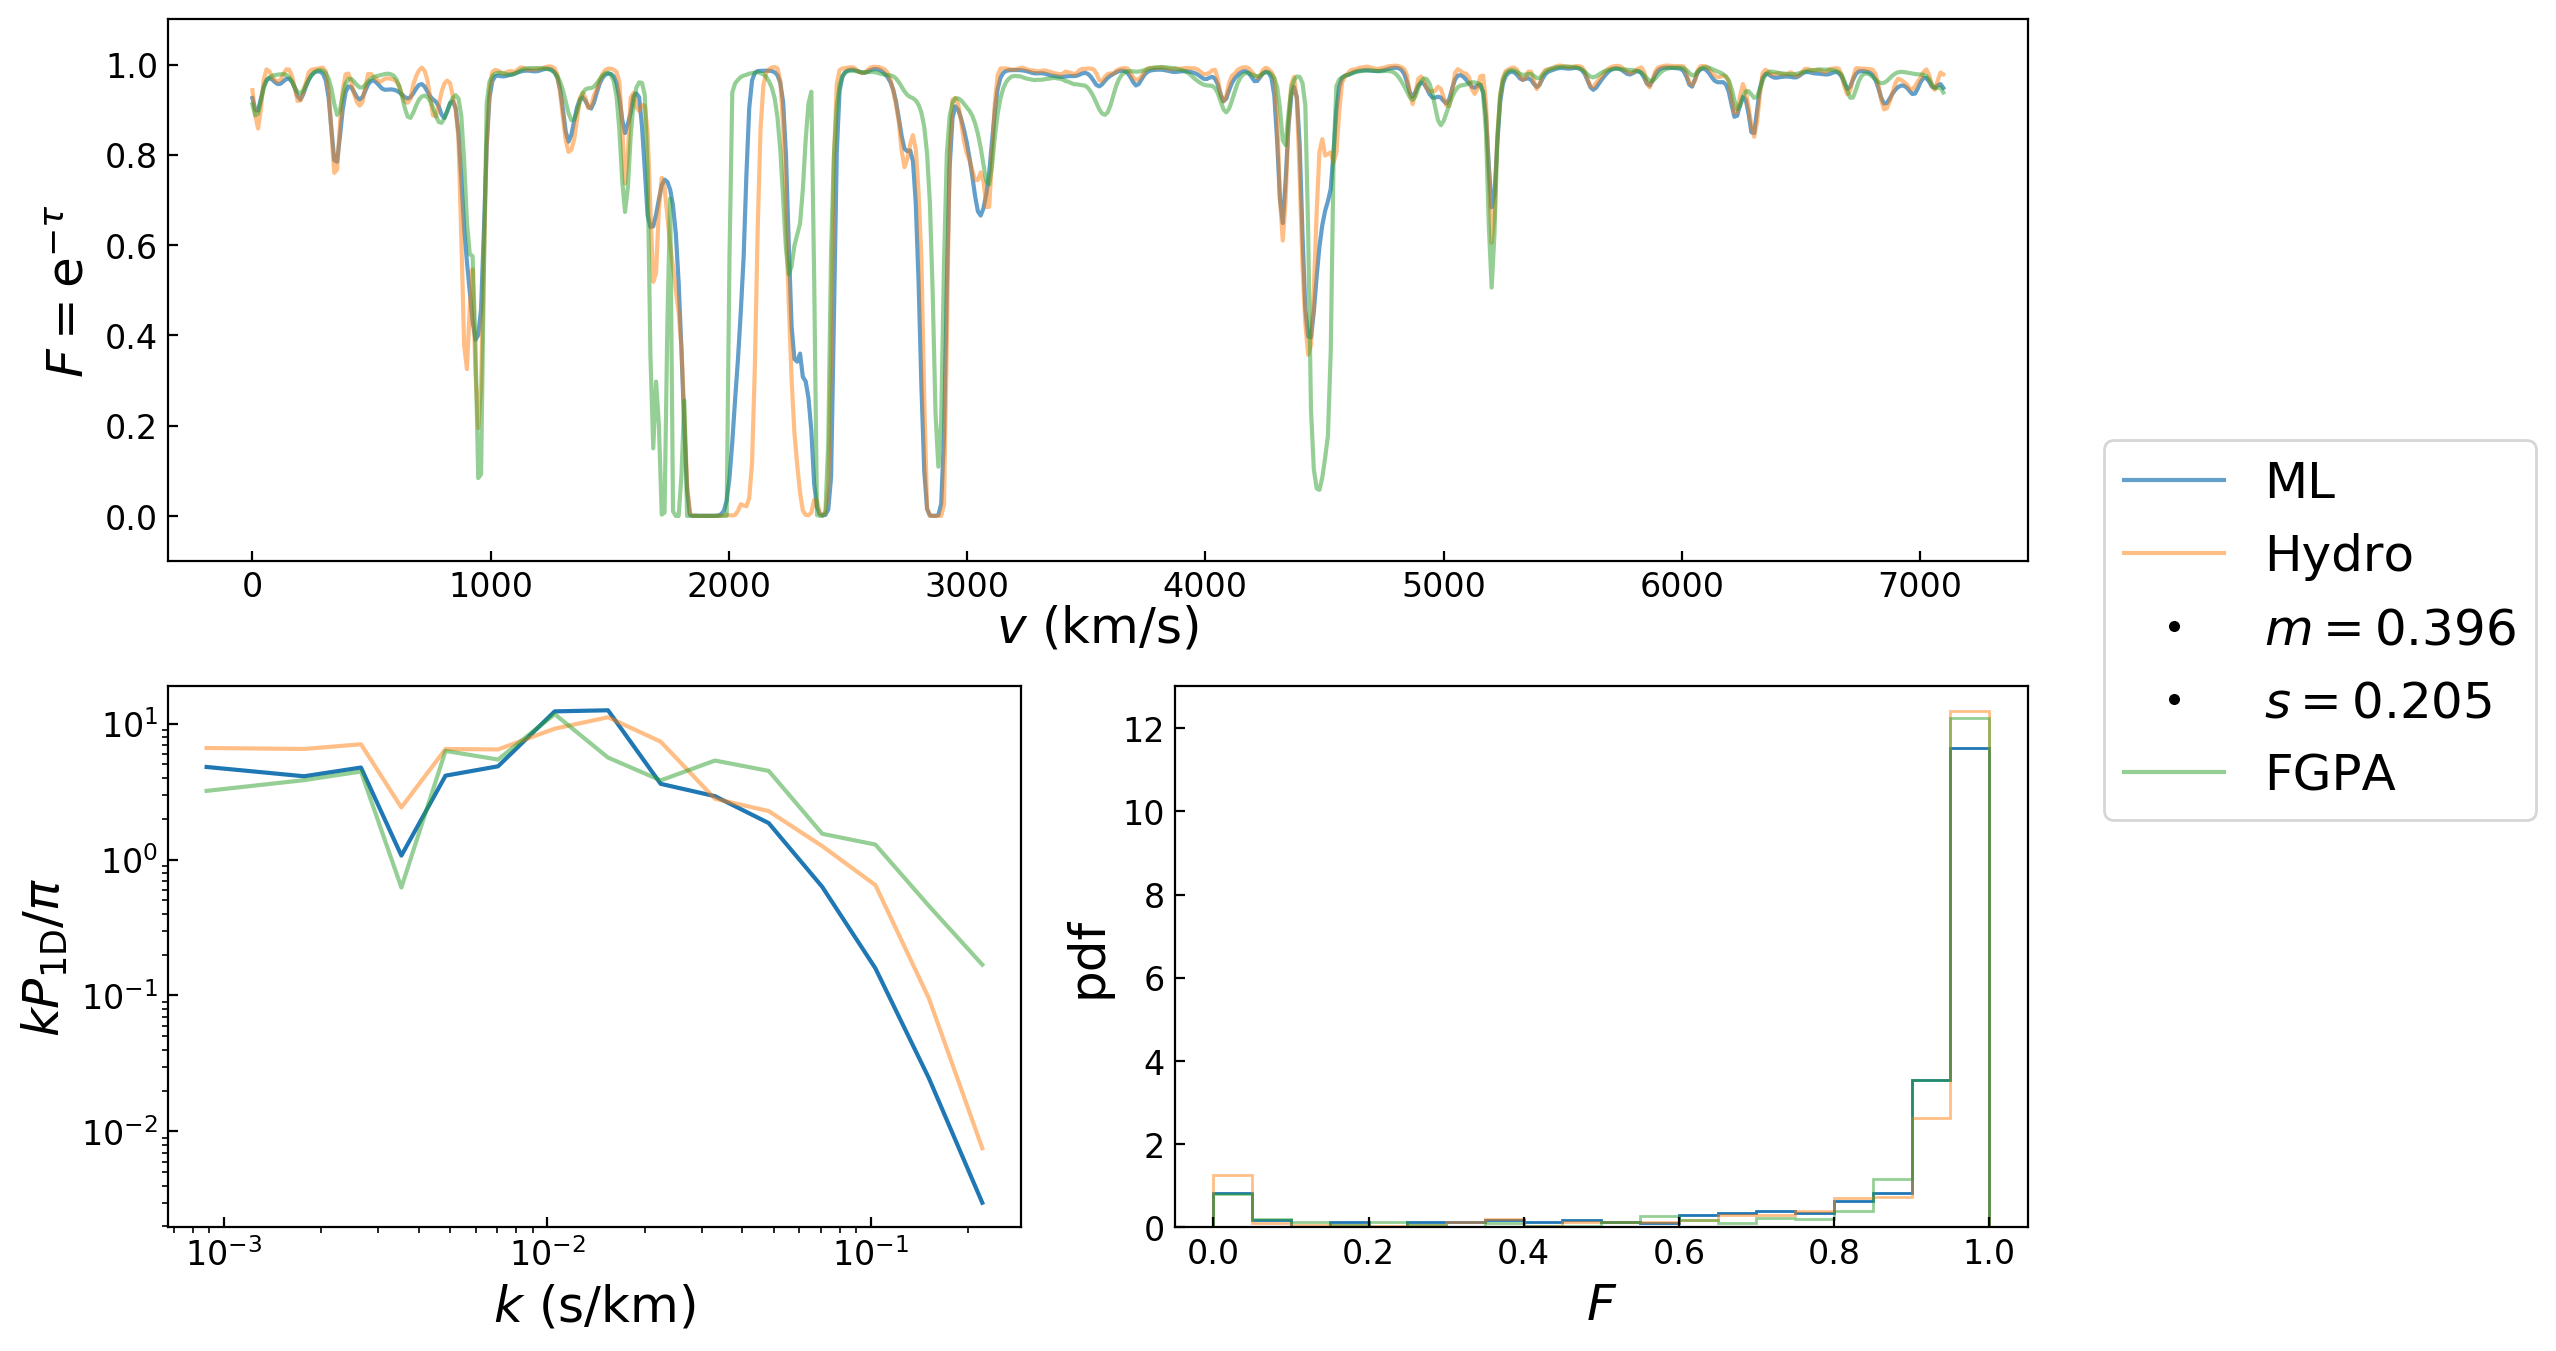 1.0
0.8
0.6
0.4
0.2
0.0
F = e^{−τ}
0 1000 2000 3000 4000 5000 6000 7000
v (km/s)
ML
Hydro
m = 0.396
s = 0.205
FGPA
10^1
10^0
10^{−1}
10^{−2}
kP_{1D}/π
10^{−3} 10^{−2} 10^{−1}
k (s/km)
12
10
8
6
4
2
0
pdf
0.0 0.2 0.4 0.6 0.8 1.0
F